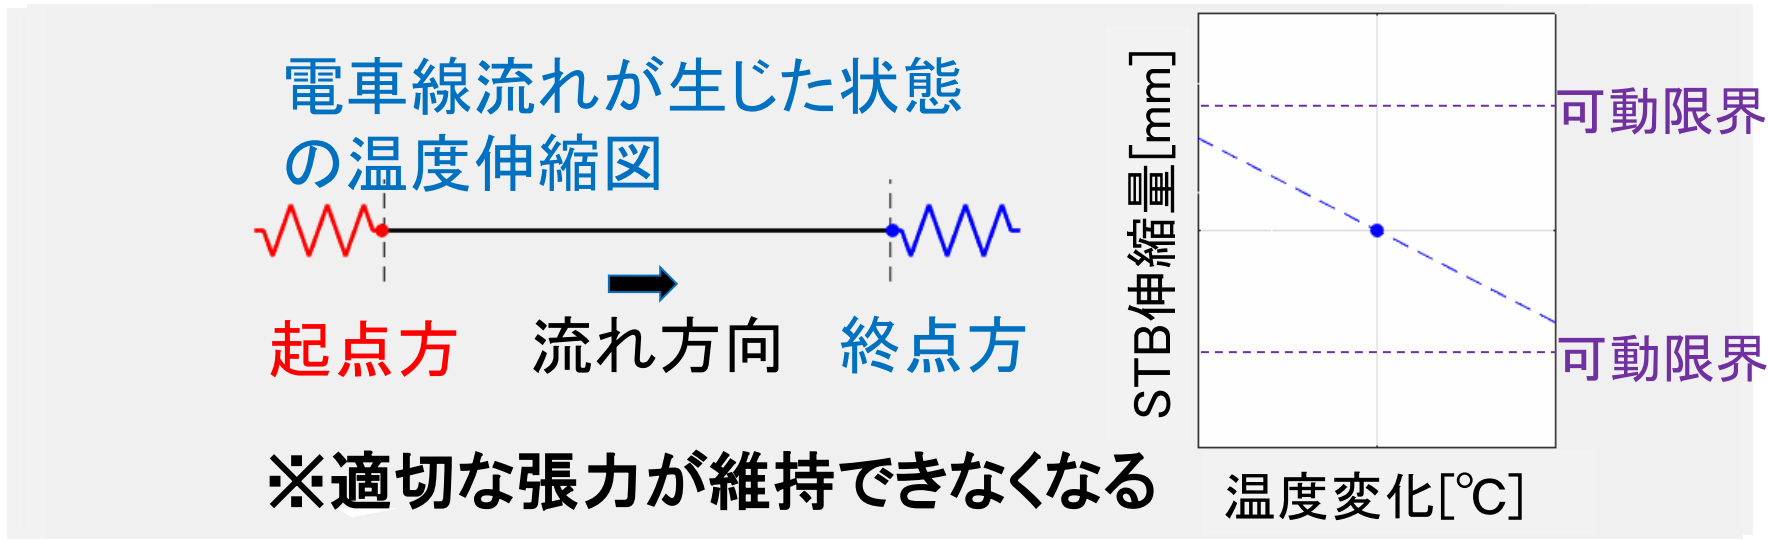 電車線流れが生じた状態
の温度伸縮図
起点方
流れ方向
終点方
※適切な張力が維持できなくなる
STB伸縮量[mm]
可動限界
可動限界
温度変化[℃]